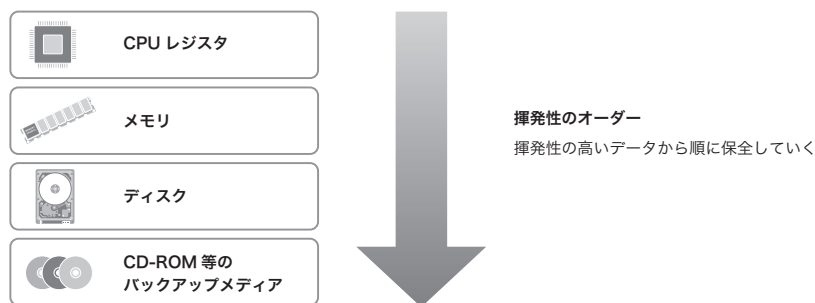 CPU レジスタ
メモリ
ディスク
CD-ROM 等の
バックアップメディア
揮発性のオーダー
揮発性の高いデータから順に保全していく